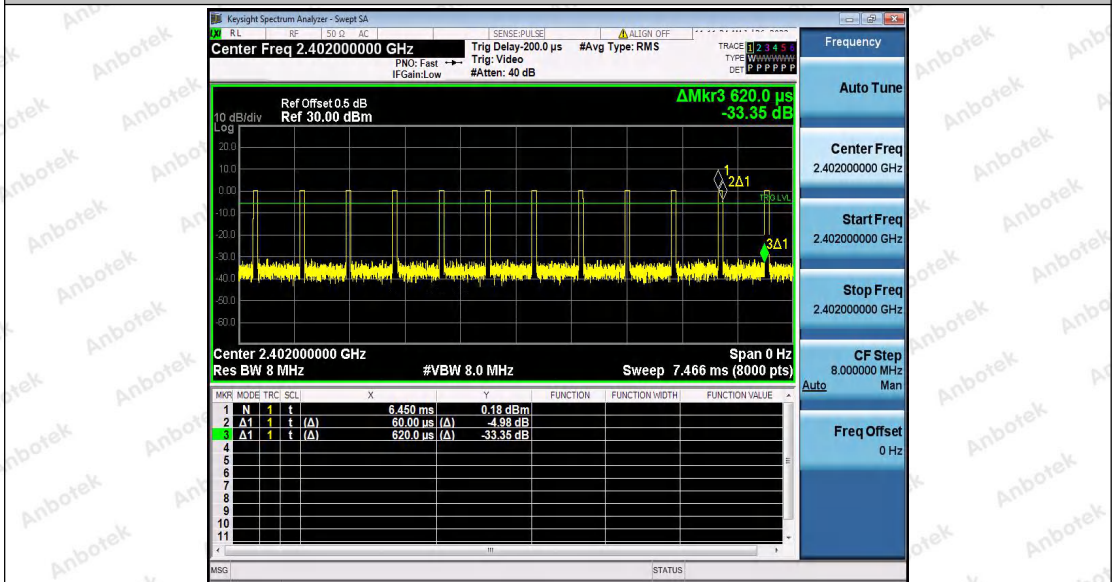 Keysight Spectrum Analyzer - Swept SA
RL RF 50 Ω AC SENSE:PULSE ALIGN OFF
Center Freq 2.402000000 GHz
PNO: Fast
IFGain:Low
Trig Delay-200.0 µs
Trig: Video
#Atten: 40 dB
#Avg Type: RMS
TRACE 1 2 3 4 5 6
TYPE W
DET P P P P P P
ΔMkr3 620.0 µs
-33.35 dB
Ref Offset 0.5 dB
10 dB/div Ref 30.00 dBm
Log
20.0
10.0
0.00
-10.0
-20.0
-30.0
-40.0
-50.0
-60.0
1
2Δ1
TRIG LVL
3Δ1
Center 2.402000000 GHz Span 0 Hz
Res BW 8 MHz #VBW 8.0 MHz Sweep 7.466 ms (8000 pts)
MKR MODE TRC SCL X Y FUNCTION FUNCTION WIDTH FUNCTION VALUE
1 N 1 t 6.450 ms 0.18 dBm
2 Δ1 1 t (Δ) 60.00 µs (Δ) -4.98 dB
3 Δ1 1 t (Δ) 620.0 µs (Δ) -33.35 dB
4
5
6
7
8
9
10
11
MSG STATUS
Frequency
Auto Tune
Center Freq
2.402000000 GHz
Start Freq
2.402000000 GHz
Stop Freq
2.402000000 GHz
CF Step
8.000000 MHz
Auto Man
Freq Offset
0 Hz
Anbotek